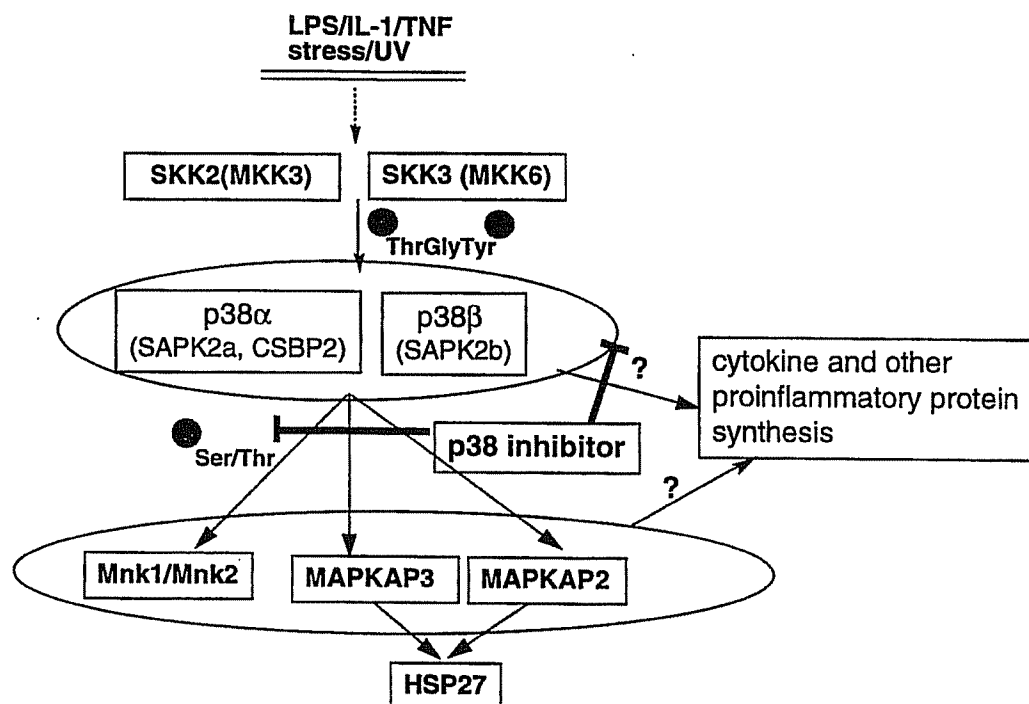 LPS/IL-1/TNF
stress/UV
SKK2(MKK3)
SKK3 (MKK6)
ThrGlyTyr
p38α
(SAPK2a, CSBP2)
p38β
(SAPK2b)
?
cytokine and other
proinflammatory protein
synthesis
Ser/Thr
p38 inhibitor
?
Mnk1/Mnk2
MAPKAP3
MAPKAP2
HSP27